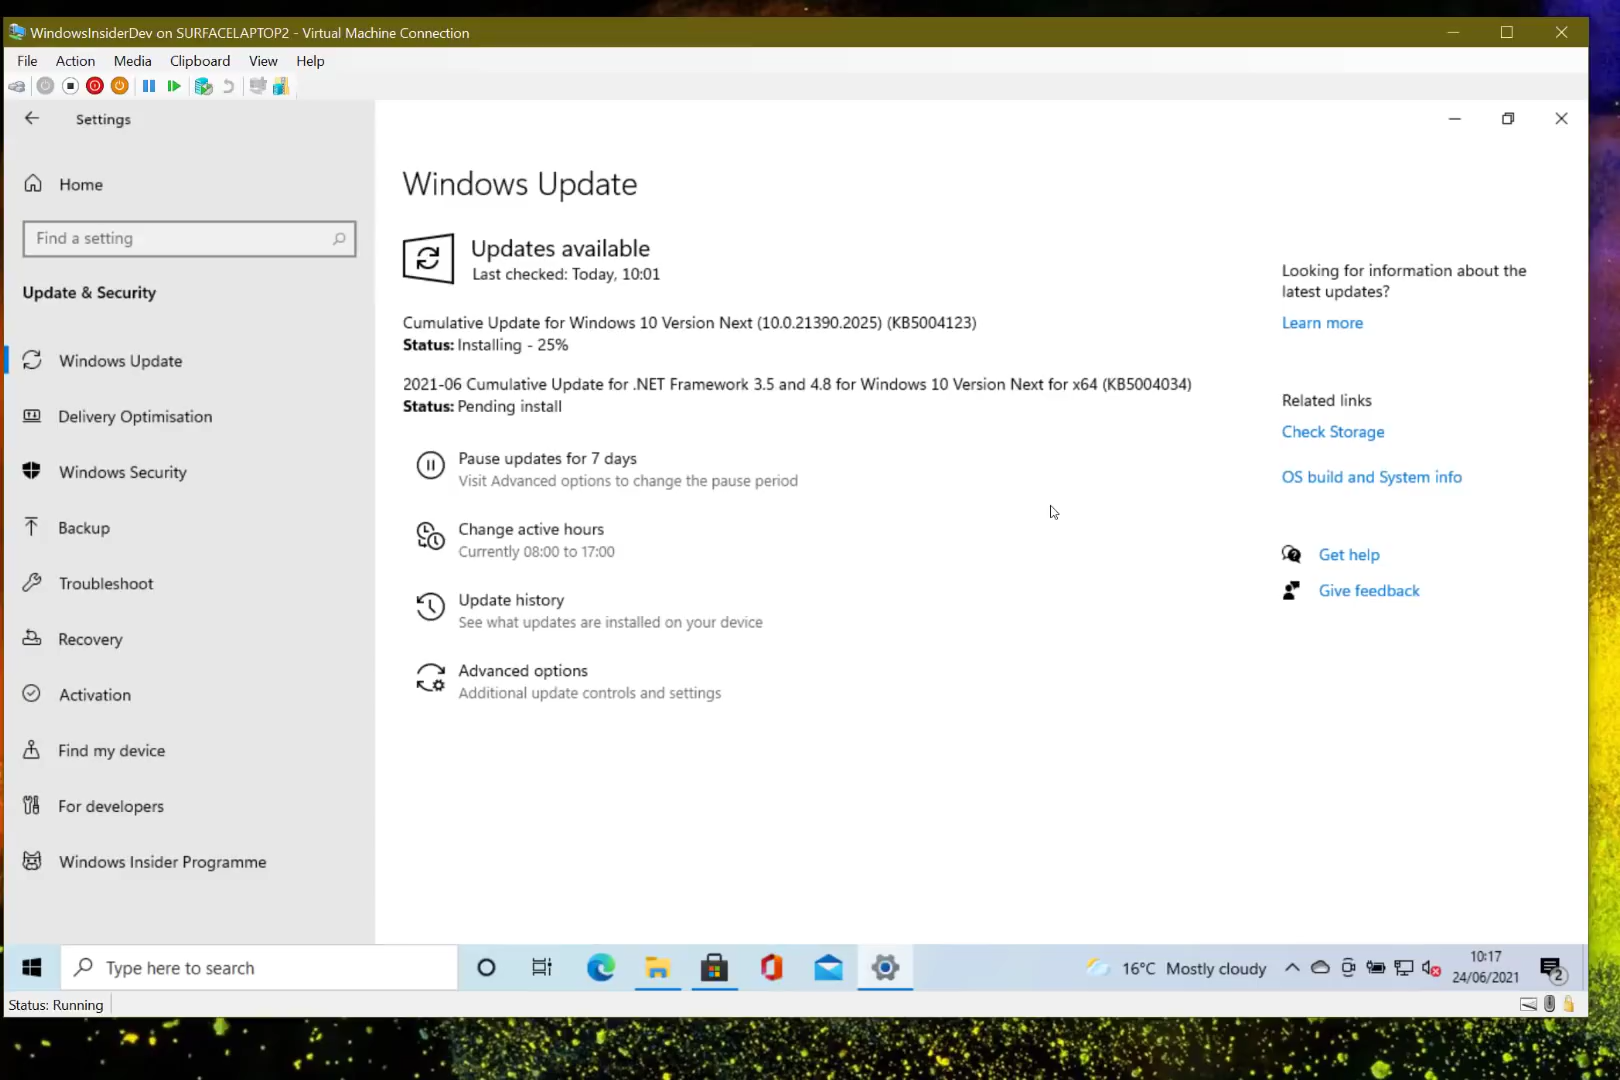 WindowsInsiderDev on SURFACELAPTOP2 - Virtual Machine Connection
File Action Media Clipboard View Help
Settings
Home
Find a setting
Update & Security
Windows Update
Delivery Optimisation
Windows Security
Backup
Troubleshoot
Recovery
Activation
Find my device
For developers
Windows Insider Programme
Windows Update
Updates available
Last checked: Today, 10:01
Cumulative Update for Windows 10 Version Next (10.0.21390.2025) (KB5004123)
Status: Installing - 25%
2021-06 Cumulative Update for .NET Framework 3.5 and 4.8 for Windows 10 Version Next for x64 (KB5004034)
Status: Pending install
Pause updates for 7 days
Visit Advanced options to change the pause period
Change active hours
Currently 08:00 to 17:00
Update history
See what updates are installed on your device
Advanced options
Additional update controls and settings
Looking for information about the
latest updates?
Learn more
Related links
Check Storage
OS build and System info
Get help
Give feedback
Type here to search
16°C Mostly cloudy
10:17
24/06/2021
2
Status: Running